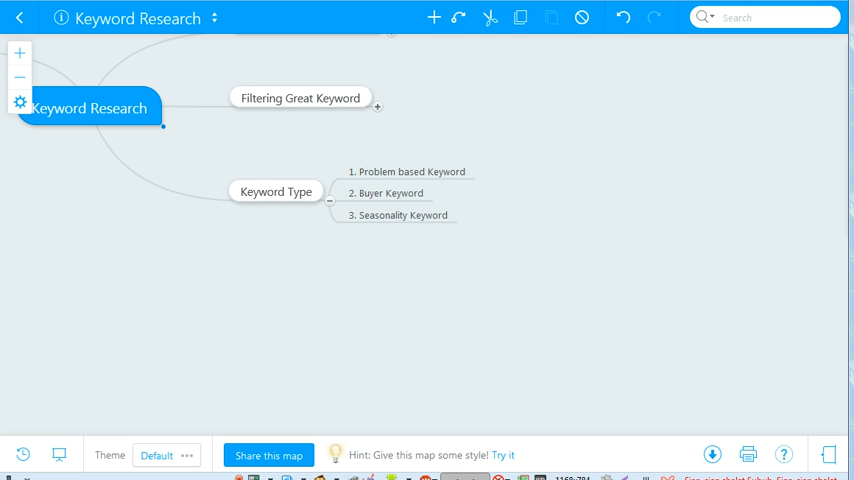 Keyword Research
Search
Filtering Great Keyword
Keyword Research
1. Problem based Keyword
Keyword Type
2. Buyer Keyword
3. Seasonality Keyword
Theme
Default
Share this map
Hint: Give this map some style! Try it
1168x784